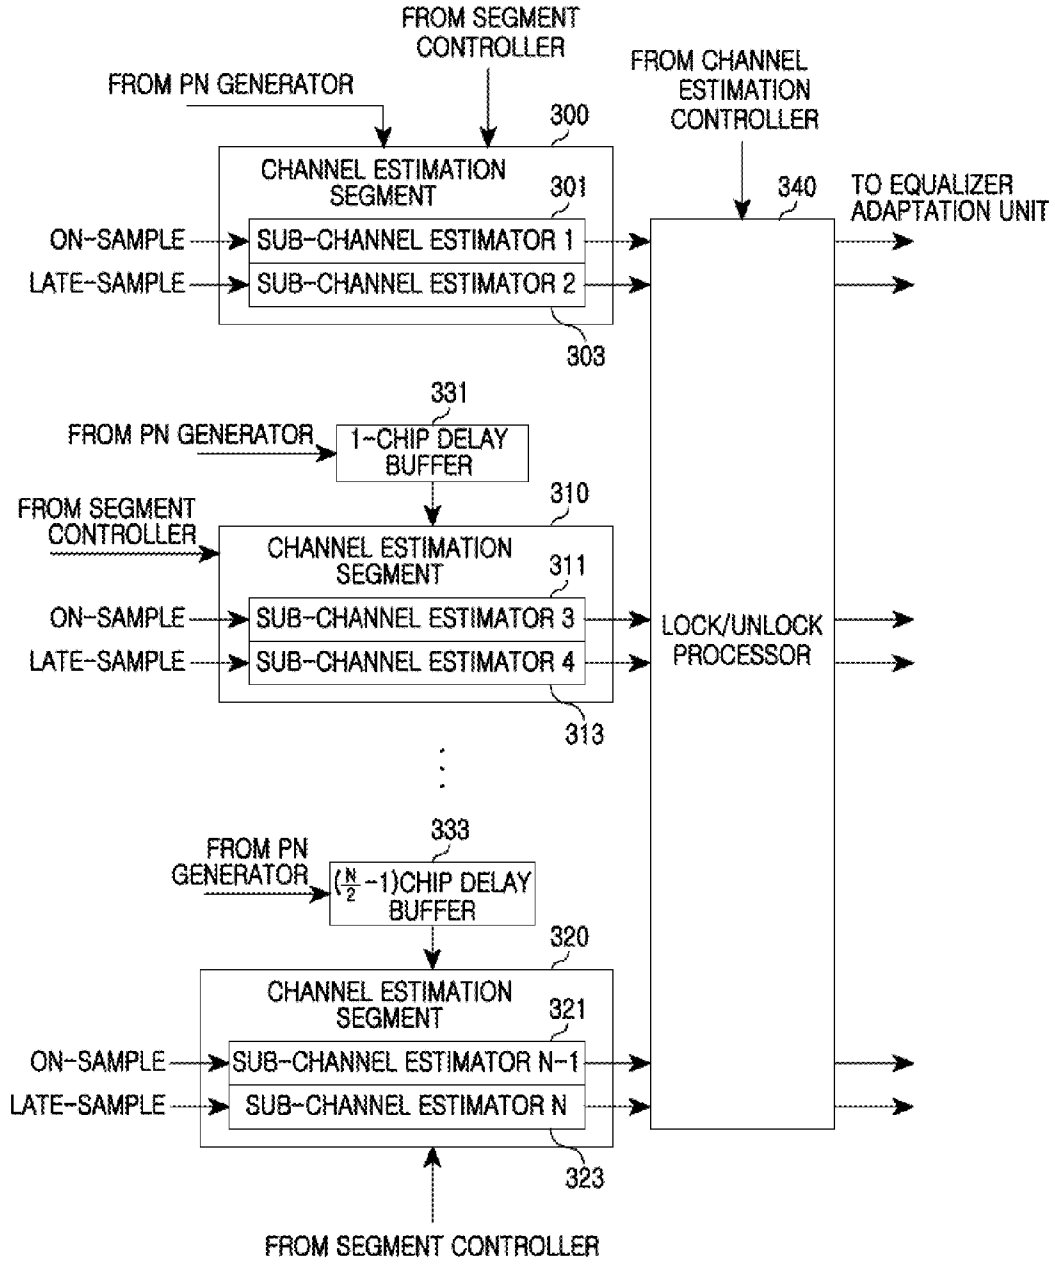 FROM SEGMENT
CONTROLLER
FROM PN GENERATOR
FROM CHANNEL
ESTIMATION
CONTROLLER
300
CHANNEL ESTIMATION
SEGMENT
301
340
TO EQUALIZER
ADAPTATION UNIT
ON-SAMPLE
SUB-CHANNEL ESTIMATOR 1
LATE-SAMPLE
SUB-CHANNEL ESTIMATOR 2
303
331
FROM PN GENERATOR
1-CHIP DELAY
BUFFER
310
FROM SEGMENT
CONTROLLER
CHANNEL ESTIMATION
SEGMENT
311
ON-SAMPLE
SUB-CHANNEL ESTIMATOR 3
LATE-SAMPLE
SUB-CHANNEL ESTIMATOR 4
LOCK/UNLOCK
PROCESSOR
313
333
FROM PN
GENERATOR
(N/2 -1)CHIP DELAY
BUFFER
320
CHANNEL ESTIMATION
SEGMENT
321
ON-SAMPLE
SUB-CHANNEL ESTIMATOR N-1
LATE-SAMPLE
SUB-CHANNEL ESTIMATOR N
323
FROM SEGMENT CONTROLLER